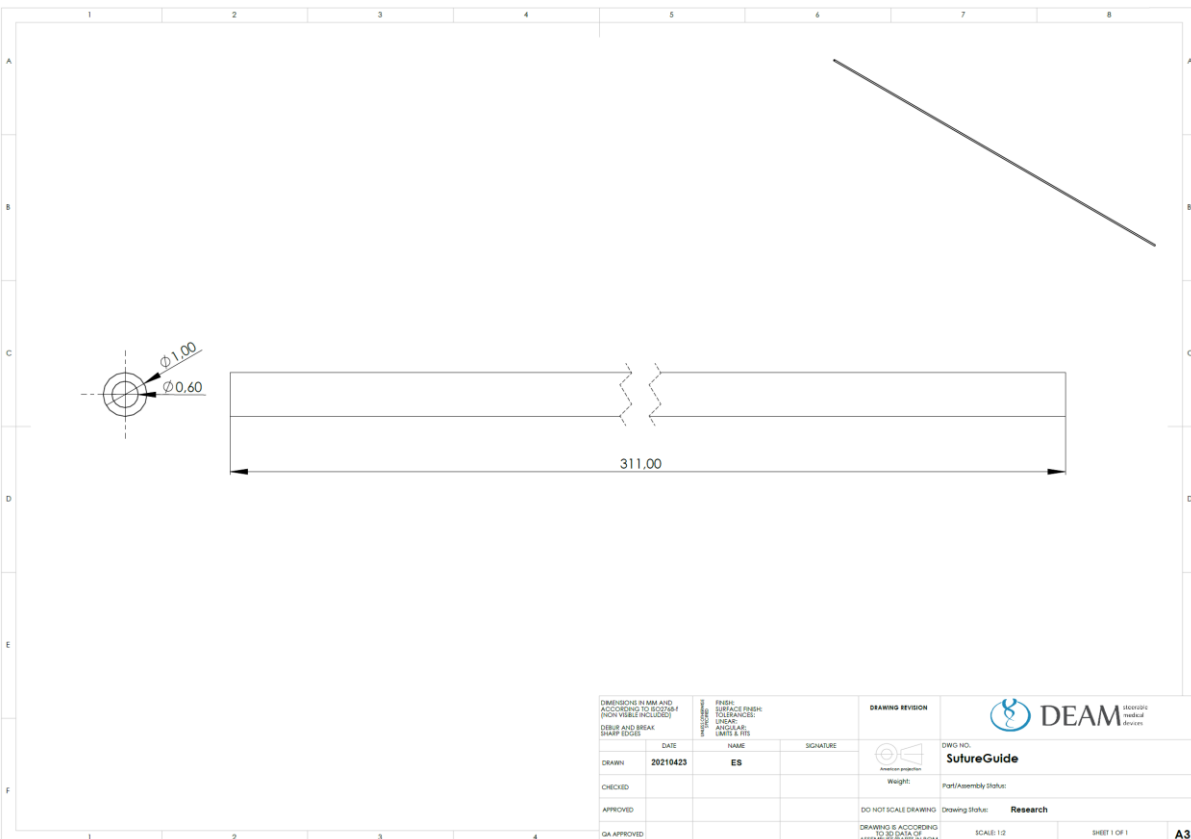 1 2 3 4 5 6 7 8
A A
B B
C C
Ø1,00
Ø0,60
311,00
D D
E
F
DIMENSIONS IN MM AND
ACCORDING TO ISO2768-f
(NON VISIBLE INCLUDED)
DEBUR AND BREAK
SHARP EDGES
FINISH:
SURFACE FINISH:
TOLERANCES:
LINEAR:
ANGULAR:
LIMITS & FITS
DRAWING REVISION
DEAM steerable
medical
devices
DATE NAME SIGNATURE
DRAWN 20210423 ES
American projection
DWG NO.
SutureGuide
CHECKED
Weight:
Part/Assembly Status:
APPROVED
DO NOT SCALE DRAWING
Drawing Status: Research
QA APPROVED
DRAWING IS ACCORDING
TO 3D DATA OF
SCALE: 1:2
SHEET 1 OF 1
A3
1 2 3 4